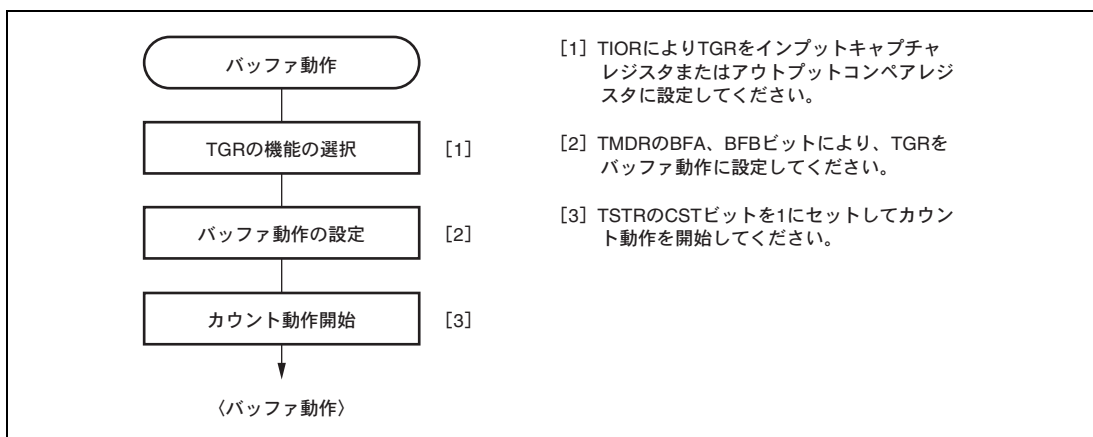 バッファ動作
TGRの機能の選択
[1]
バッファ動作の設定
[2]
カウント動作開始
[3]
〈バッファ動作〉
[1] TIORによりTGRをインプットキャプチャ
レジスタまたはアウトプットコンペアレジ
スタに設定してください。
[2] TMDRのBFA、BFBビットにより、TGRを
バッファ動作に設定してください。
[3] TSTRのCSTビットを1にセットしてカウン
ト動作を開始してください。